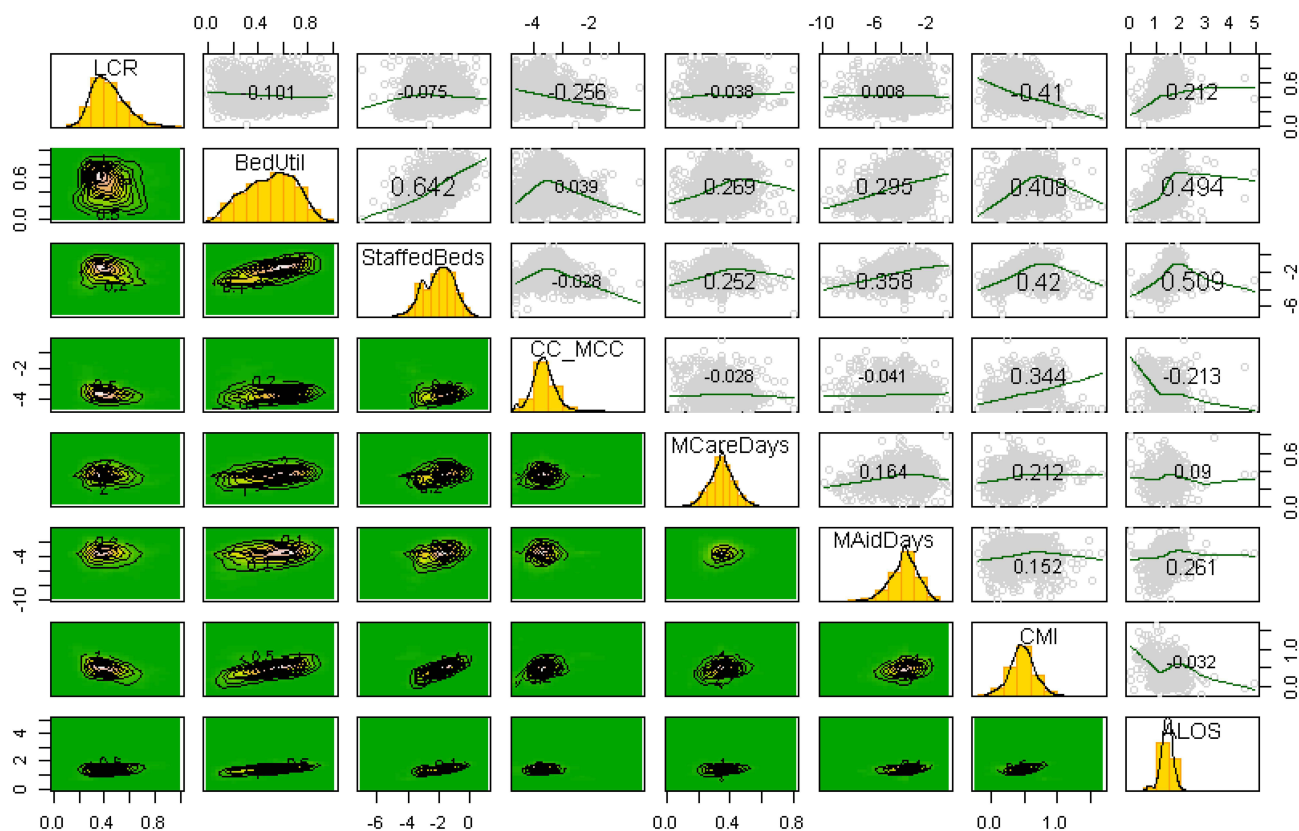 0.0 0.4 0.8 -4 -2 -10 -6 -2 0 1 2 3 4 5
LCR -0.101 -0.075 -0.256 -0.038 0.008 -0.41 0.212 0.0 0.6
0.0 0.6 BedUtil 0.642 0.039 0.269 0.295 0.408 0.494
StaffedBeds -0.028 0.252 0.358 0.42 0.509 -6 -2
-4 -2 CC_MCC -0.028 -0.041 0.344 -0.213
MCareDays 0.164 0.212 0.09 0.0 0.6
-10 -4 MAidDays 0.152 0.261
CMI -0.032 0.0 1.0
0 2 4 ALOS
0.0 0.4 0.8 -6 -4 -2 0 0.0 0.4 0.8 0.0 1.0